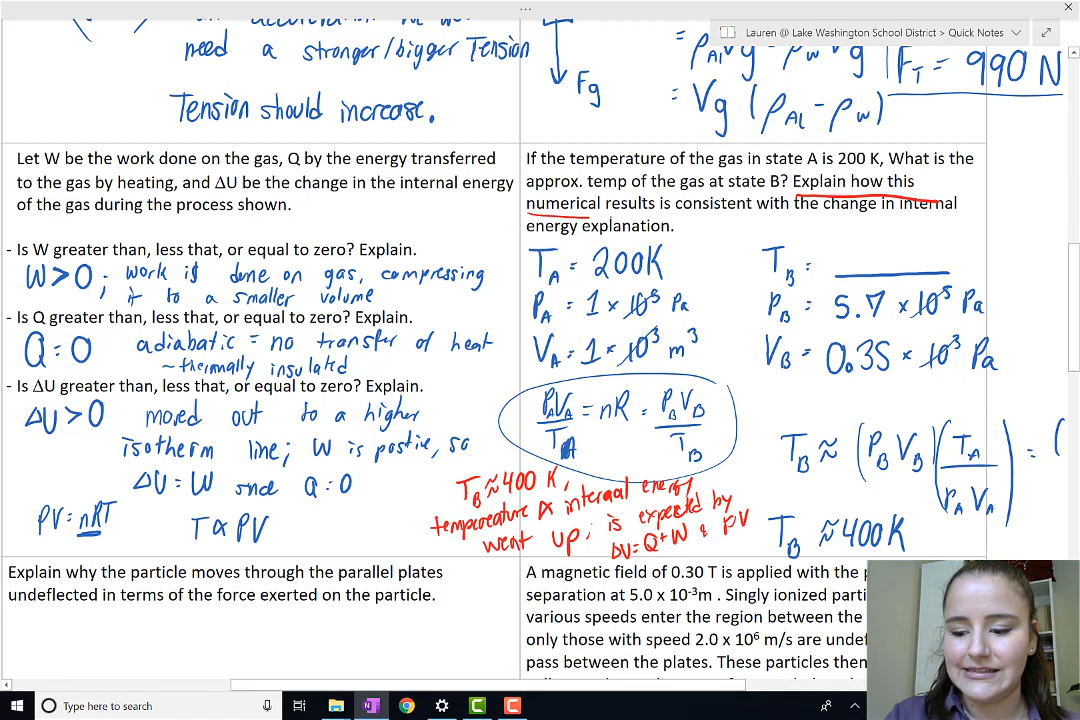 Lauren @ Lake Washington School District > Quick Notes
need a stronger/bigger Tension
Tension should increase.
Fg
= ρAl Vg - ρw Vg
FT = 990 N
= Vg (ρAl - ρw)
Let W be the work done on the gas, Q by the energy transferred
to the gas by heating, and ΔU be the change in the internal energy
of the gas during the process shown.
- Is W greater than, less that, or equal to zero? Explain.
W > 0 ; work is done on gas, compressing
it to a smaller volume
- Is Q greater than, less that, or equal to zero? Explain.
Q = 0 adiabatic = no transfer of heat
~ thermally insulated
- Is ΔU greater than, less that, or equal to zero? Explain.
ΔU > 0 moved out to a higher
isotherm line; W is postive, so
ΔU = W since Q = 0
PV = nRT T ∝ PV
If the temperature of the gas in state A is 200 K, What is the
approx. temp of the gas at state B? Explain how this
numerical results is consistent with the change in internal
energy explanation.
TA = 200K
PA = 1 × 10⁵ Pa
VA = 1 × 10³ m³
TB =
PB = 5.7 × 10⁵ Pa
VB = 0.35 × 10³ Pa
PAVA/TA = nR = PBVB/TB
TB ≈ (PB VB) (TA/PA VA) = (
TB ≈ 400K
TB ≈ 400 K,
tempereature ∝ internal energy
went up; is expected by
ΔU = Q + W & PV
Explain why the particle moves through the parallel plates
undeflected in terms of the force exerted on the particle.
A magnetic field of 0.30 T is applied with the
separation at 5.0 x 10⁻³m . Singly ionized
various speeds enter the region between the
only those with speed 2.0 x 10⁶ m/s are
pass between the plates. These particles then
Type here to search